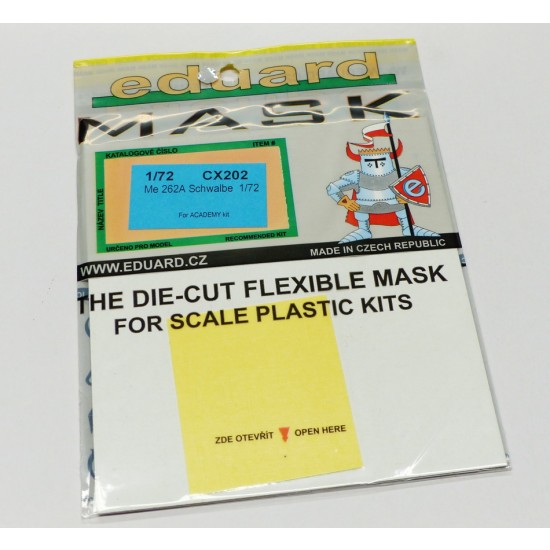 eduard
MASK
KATALOGOVÉ ČÍSLO ITEM #
1/72 CX202
Me 262A Schwalbe 1/72
For ACADEMY kit
NÁZEV TITLE
URČENO PRO MODEL RECOMMENDED KIT
e
WWW.EDUARD.CZ MADE IN CZECH REPUBLIC
THE DIE-CUT FLEXIBLE MASK
FOR SCALE PLASTIC KITS
ZDE OTEVŘÍT OPEN HERE